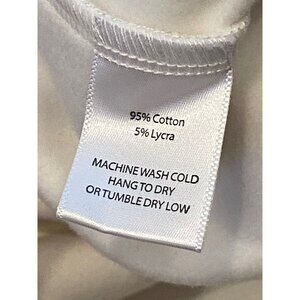 95% Cotton
5% Lycra
MACHINE WASH COLD
HANG TO DRY
OR TUMBLE DRY LOW